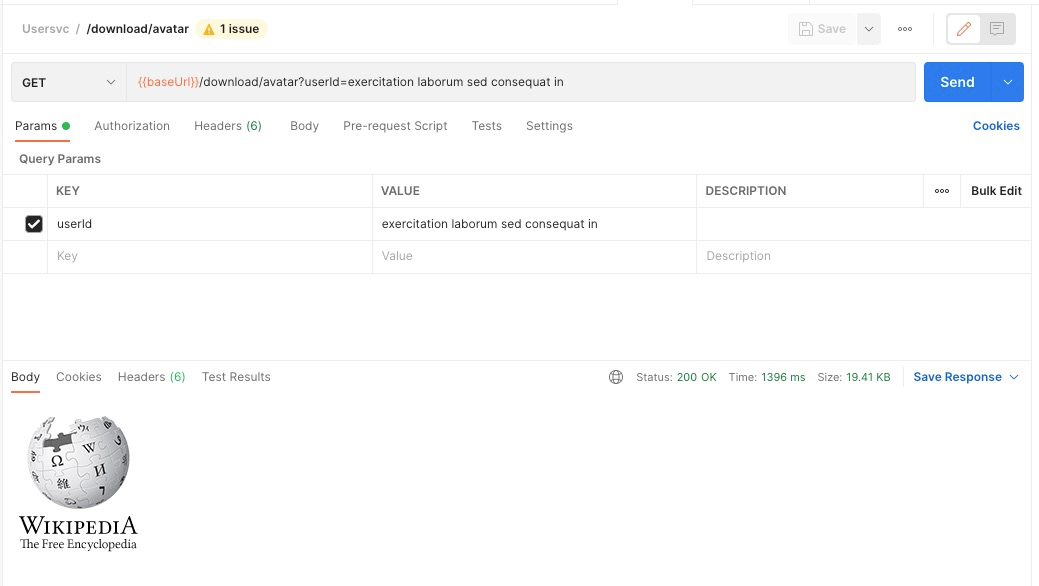 Usersvc / /download/avatar 1 issue Save
GET {{baseUrl}}/download/avatar?userId=exercitation laborum sed consequat in Send
Params Authorization Headers (6) Body Pre-request Script Tests Settings Cookies
Query Params
KEY VALUE DESCRIPTION Bulk Edit
userId exercitation laborum sed consequat in
Key Value Description
Body Cookies Headers (6) Test Results Status: 200 OK Time: 1396 ms Size: 19.41 KB Save Response
Ω W И
維
WIKIPEDIA
The Free Encyclopedia